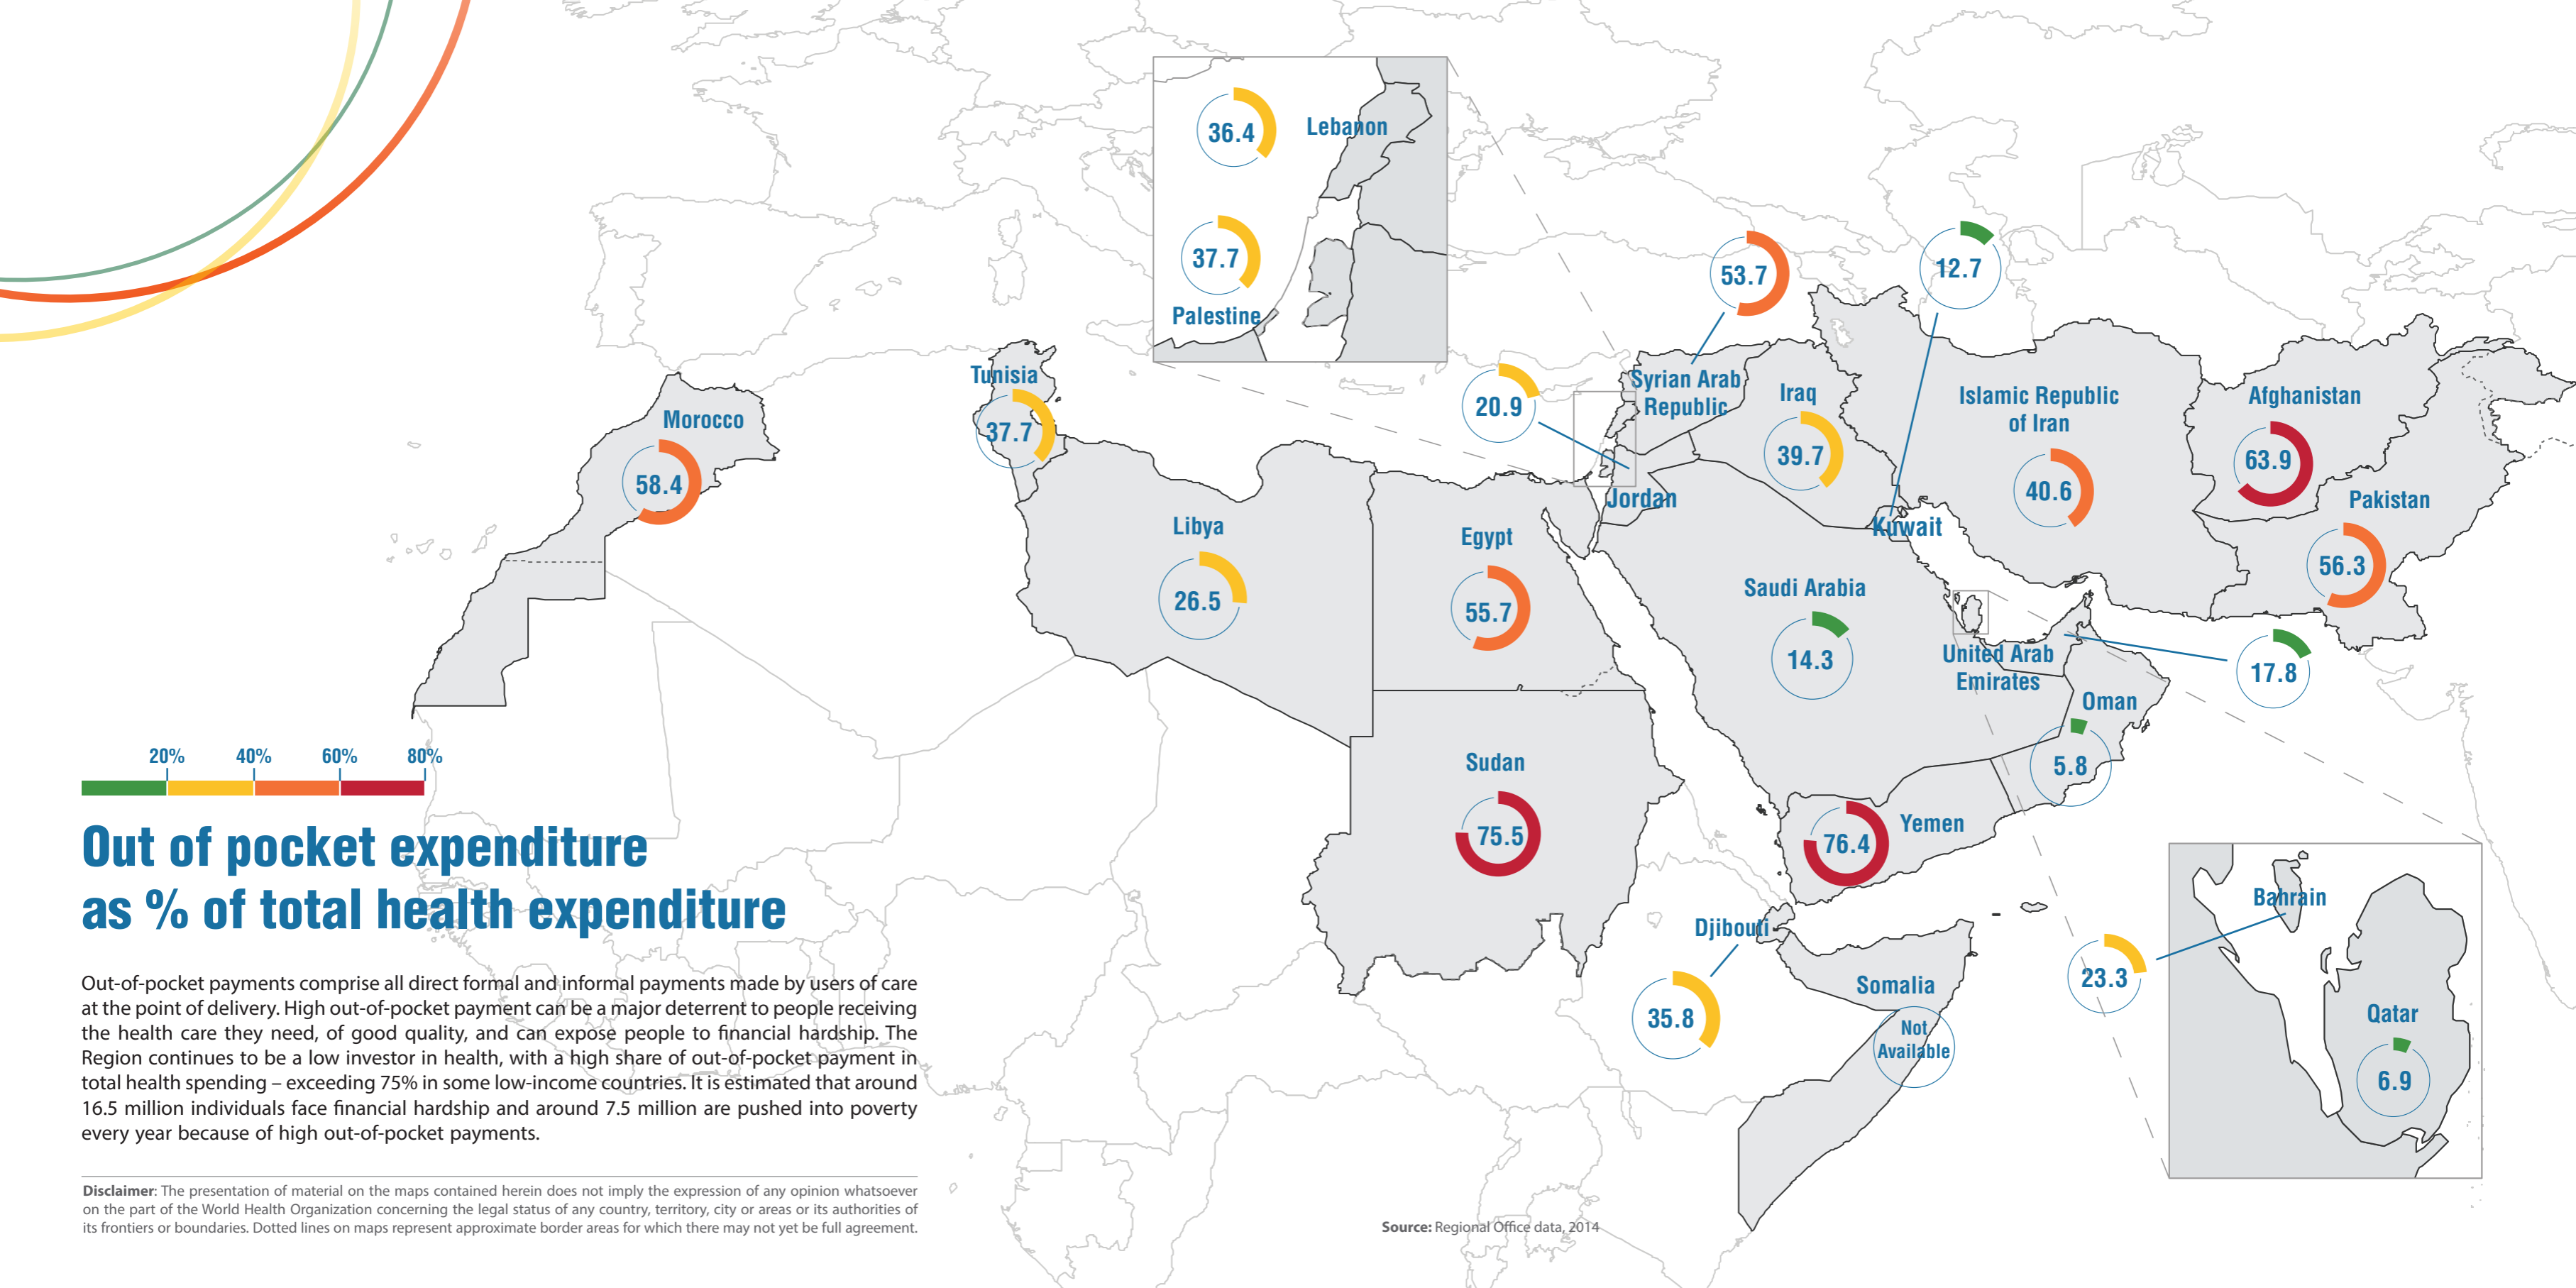 36.4
Lebanon
37.7
Palestine
53.7
12.7
20.9
Syrian Arab
Republic
Iraq
39.7
Islamic Republic
of Iran
40.6
Afghanistan
63.9
Pakistan
56.3
Tunisia
37.7
Morocco
58.4
Jordan
Kuwait
Libya
26.5
Egypt
55.7
Saudi Arabia
14.3
United Arab
Emirates
17.8
Oman
5.8
Sudan
75.5
76.4
Yemen
Djibouti
35.8
Somalia
Not
Available
Bahrain
23.3
Qatar
6.9
20% 40% 60% 80%
Out of pocket expenditure
as % of total health expenditure
Out-of-pocket payments comprise all direct formal and informal payments made by users of care
at the point of delivery. High out-of-pocket payment can be a major deterrent to people receiving
the health care they need, of good quality, and can expose people to financial hardship. The
Region continues to be a low investor in health, with a high share of out-of-pocket payment in
total health spending – exceeding 75% in some low-income countries. It is estimated that around
16.5 million individuals face financial hardship and around 7.5 million are pushed into poverty
every year because of high out-of-pocket payments.
Disclaimer: The presentation of material on the maps contained herein does not imply the expression of any opinion whatsoever
on the part of the World Health Organization concerning the legal status of any country, territory, city or areas or its authorities of
its frontiers or boundaries. Dotted lines on maps represent approximate border areas for which there may not yet be full agreement.
Source: Regional Office data, 2014